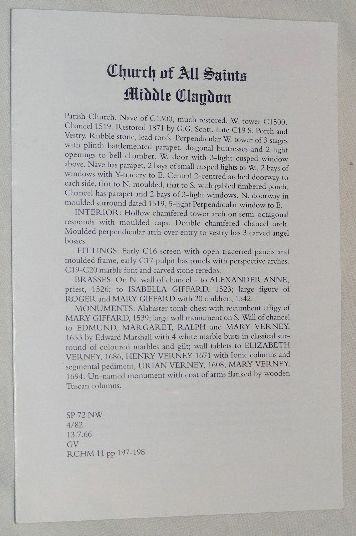 Church of All Saints
Middle Claydon
Parish Church. Nave of C1300, much restored, W. tower C1500,
Chancel 1519. Restored 1871 by G.G. Scott. Late C19 S. Porch and
Vestry. Rubble stone, lead roofs. Perpendicular W. tower of 3 stages
with plinth battlemented parapet, diagonal buttresses and 2-light
openings to bell chamber. W. door with 3-light cusped window
above. Nave has parapet, 2 bays of small cusped lights to W. 2 bays of
windows with Y-tracery to E. Central 2-centred arched doorway to
each side, that to N. moulded, that to S. with gabled timbered porch.
Chancel has parapet and 2 bays of 2-light windows. N. doorway in
moulded surround dated 1519, 5-light Perpendicular window to E.
INTERIOR: Hollow chamfered tower arch on semi-octagonal
responds with moulded caps. Double chamfered chancel arch.
Moulded perpendicular arch over entry to vestry has 3 carved angel
bosses.
FITTINGS: Early C16 screen with open traceried panels and
moulded frame, early C17 pulpit has panels with perspective arches.
C19-C20 marble font and carved stone reredos.
BRASSES: On N. wall of chancel - to ALEXANDER ANNE,
priest, 1526; to ISABELLA GIFFARD, 1523; large figure of
ROGER and MARY GIFFARD with 20 children, 1542.
MONUMENTS: Alabaster tomb chest with recumbent effigy of
MARY GIFFARD, 1539; large wall monument on S. Wall of chancel
to EDMUND, MARGARET, RALPH and MARY VERNEY,
1653 by Edward Marshall with 4 white marble busts in classical sur-
round of coloured marbles and gilt; wall tablets to ELIZABETH
VERNEY, 1686, HENRY VERNEY 1671 with Ionic columns and
segmental pediment, URIAN VERNEY, 1608, MARY VERNEY,
1694. Un-named monument with coat of arms flanked by wooden
Tuscan columns.
SP 72 NW
4/82
13.7.66
GV
RCHM 11 pp 197-198